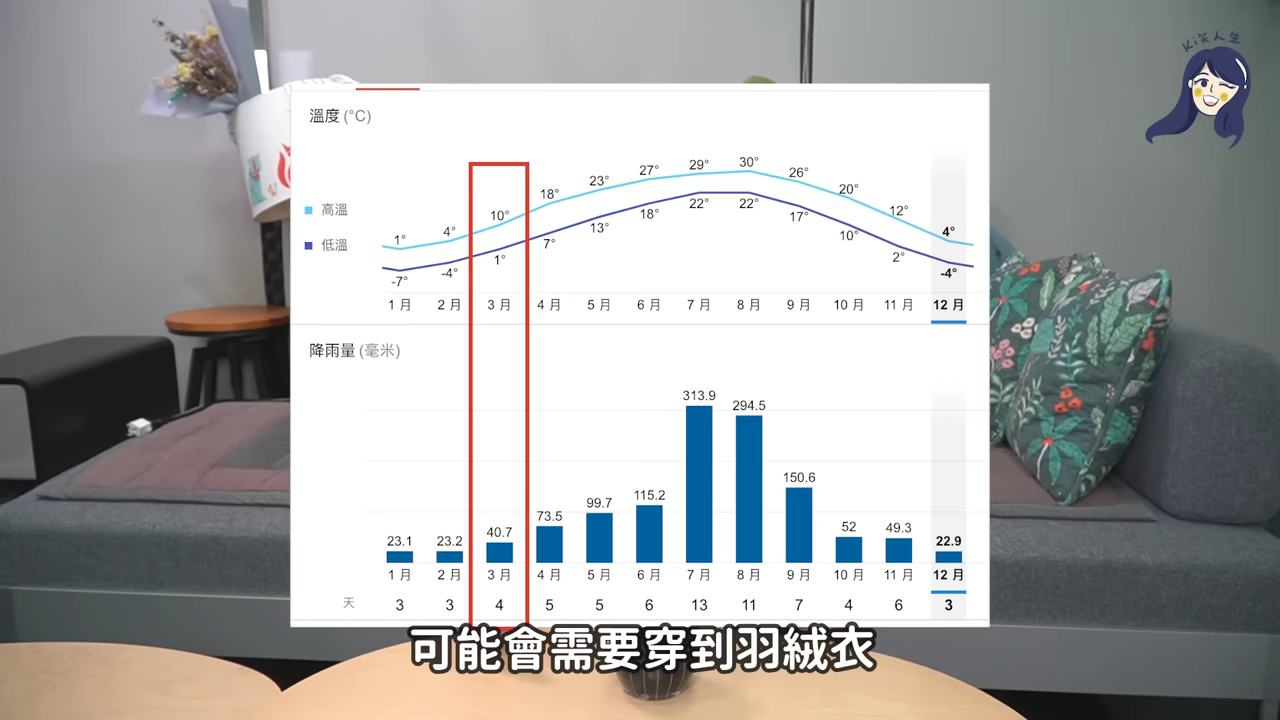 Ki笑人生
溫度 (°C)
高溫
低溫
1° 4° 10° 18° 23° 27° 29° 30° 26° 20° 12° 4°
-7° -4° 1° 7° 13° 18° 22° 22° 17° 10° 2° -4°
1 月 2 月 3 月 4 月 5 月 6 月 7 月 8 月 9 月 10 月 11 月 12 月
降雨量 (毫米)
23.1 23.2 40.7 73.5 99.7 115.2 313.9 294.5 150.6 52 49.3 22.9
1 月 2 月 3 月 4 月 5 月 6 月 7 月 8 月 9 月 10 月 11 月 12 月
天 3 3 4 5 5 6 13 11 7 4 6 3
可能會需要穿到羽絨衣